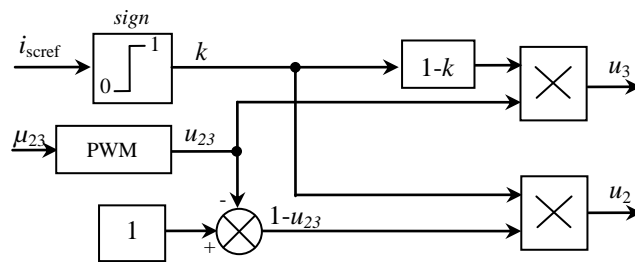 sign
i_scref
1
0
k
1-k
u_3
μ_23
PWM
u_23
-
1
+
1-u_23
u_2